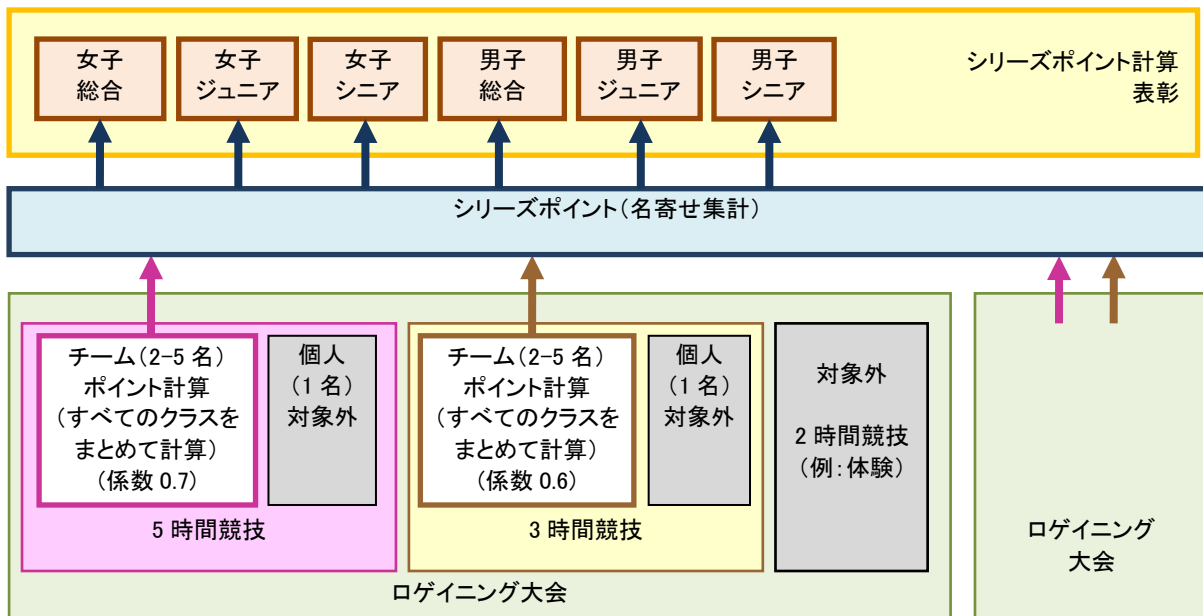 女子
総合
女子
ジュニア
女子
シニア
男子
総合
男子
ジュニア
男子
シニア
シリーズポイント計算
表彰
シリーズポイント(名寄せ集計)
チーム(2-5 名)
ポイント計算
(すべてのクラスを
まとめて計算)
(係数 0.7)
個人
(1 名)
対象外
5 時間競技
チーム(2-5 名)
ポイント計算
(すべてのクラスを
まとめて計算)
(係数 0.6)
個人
(1 名)
対象外
3 時間競技
対象外
2 時間競技
(例:体験)
ロゲイニング大会
ロゲイニング
大会